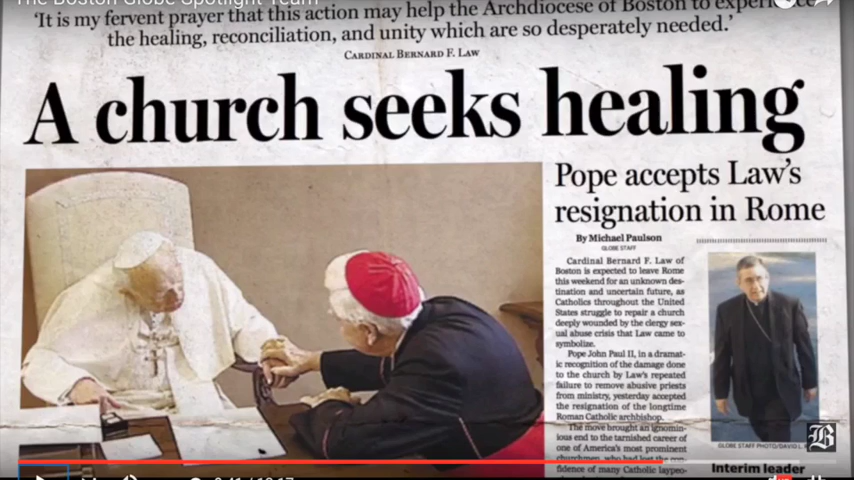 The Boston Globe Spotlight Team
'It is my fervent prayer that this action may help the Archdiocese of Boston to experience
the healing, reconciliation, and unity which are so desperately needed.'
CARDINAL BERNARD F. LAW
A church seeks healing
Pope accepts Law's
resignation in Rome
By Michael Paulson
GLOBE STAFF
Cardinal Bernard F. Law of
Boston is expected to leave Rome
this weekend for an unknown des-
tination and uncertain future, as
Catholics throughout the United
States struggle to repair a church
deeply wounded by the clergy sex-
ual abuse crisis that Law came to
symbolize.
Pope John Paul II, in a dramat-
ic recognition of the damage done
to the church by Law's repeated
failure to remove abusive priests
from ministry, yesterday accepted
the resignation of the longtime
Roman Catholic archbishop.
The move brought an ignomin-
ious end to the tarnished career of
one of America's most prominent
churchmen, who had lost the con-
fidence of many Catholic laypeo-
GLOBE STAFF PHOTO/DAVID L.
B
Interim leader